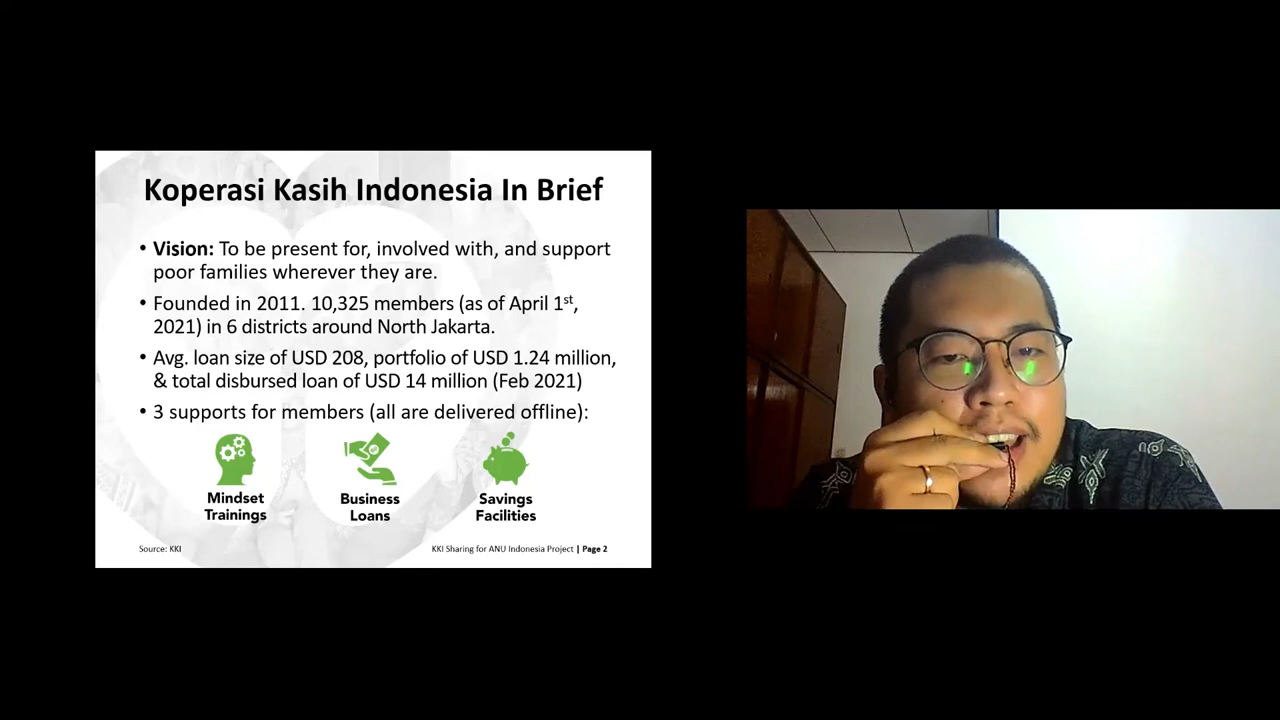 Koperasi Kasih Indonesia In Brief
• Vision: To be present for, involved with, and support
poor families wherever they are.
• Founded in 2011. 10,325 members (as of April 1st,
2021) in 6 districts around North Jakarta.
• Avg. loan size of USD 208, portfolio of USD 1.24 million,
& total disbursed loan of USD 14 million (Feb 2021)
• 3 supports for members (all are delivered offline):
Mindset
Trainings
Business
Loans
Savings
Facilities
Source: KKI
KKI Sharing for ANU Indonesia Project | Page 2